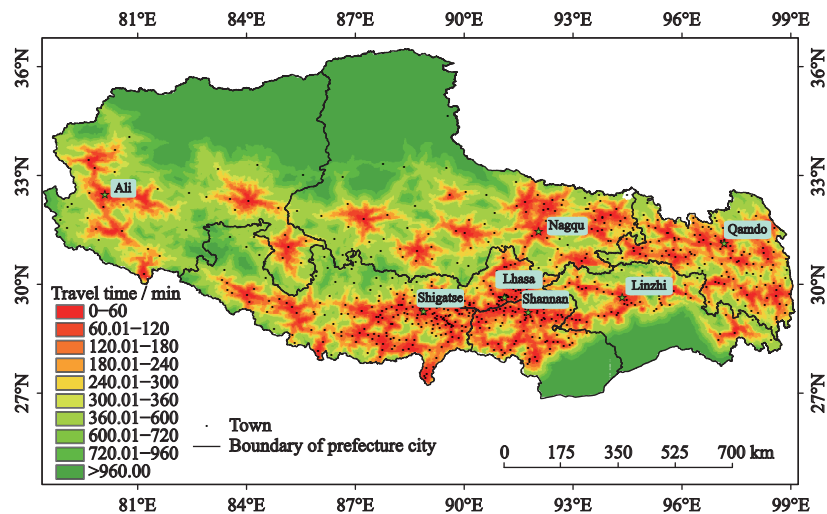 81°E 84°E 87°E 90°E 93°E 96°E 99°E
36°N 36°N
33°N 33°N
Ali
Nagqu
Qamdo
30°N 30°N
Lhasa
Linzhi
Shigatse
Shannan
Travel time / min
0–60
60.01–120
120.01–180
180.01–240
240.01–300
300.01–360
360.01–600
600.01–720
720.01–960
>960.00
27°N 27°N
Town
Boundary of prefecture city
0 175 350 525 700 km
81°E 84°E 87°E 90°E 93°E 96°E 99°E